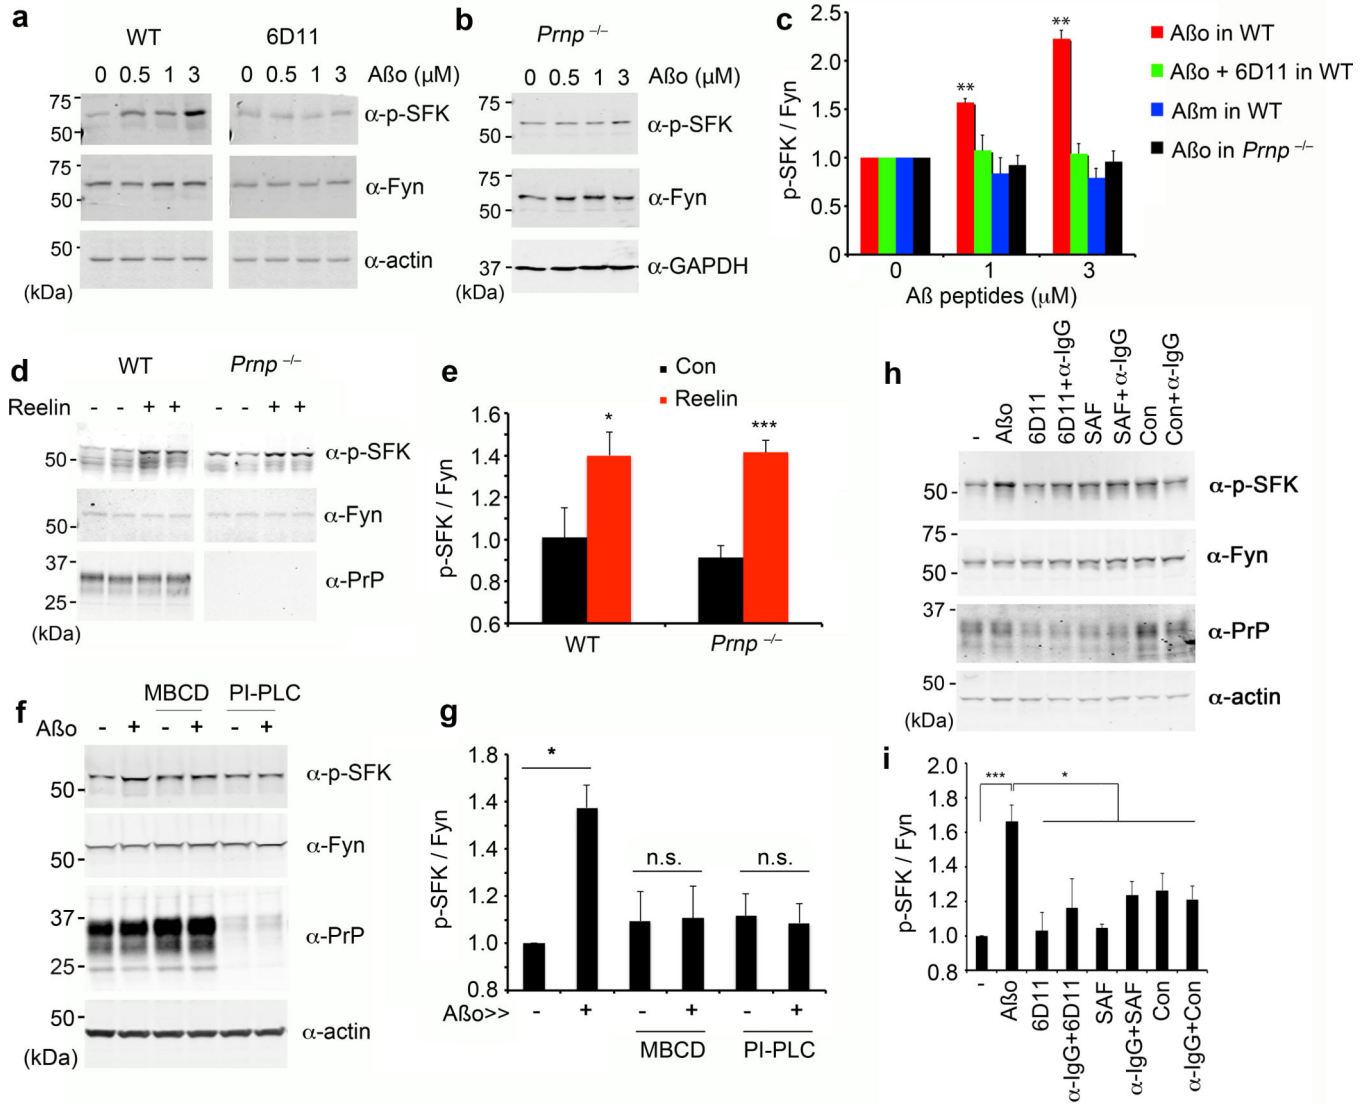 a
WT 6D11
0 0.5 1 3 0 0.5 1 3 Aßo (µM)
75
50
α-p-SFK
75
50
α-Fyn
50
α-actin
(kDa)
b
Prnp –/–
0 0.5 1 3 Aßo (µM)
75
50
α-p-SFK
75
50
α-Fyn
37
α-GAPDH
(kDa)
c
p-SFK / Fyn
2.5
2.0
1.5
1.0
0.5
0
** **
0 1 3
Aß peptides (µM)
Aßo in WT
Aßo + 6D11 in WT
Aßm in WT
Aßo in Prnp –/–
d
WT Prnp –/–
Reelin - - + + - - + +
50
α-p-SFK
50
α-Fyn
37
25
α-PrP
(kDa)
e
Con
Reelin
p-SFK / Fyn
1.6
1.4
1.2
1.0
0.8
0.6
* ***
WT Prnp –/–
f
MBCD PI-PLC
Aßo - + - + - +
50
α-p-SFK
50
α-Fyn
37
25
α-PrP
50
α-actin
(kDa)
g
p-SFK / Fyn
1.8
1.4
1.4
1.2
1.0
0.8
* n.s. n.s.
Aßo>> - + - + - +
MBCD PI-PLC
h
-
Aßo
6D11
6D11+α-IgG
SAF
SAF+α-IgG
Con
Con+α-IgG
50
α-p-SFK
75
50
α-Fyn
37
α-PrP
50
α-actin
(kDa)
i
p-SFK / Fyn
2.0
1.8
1.6
1.4
1.2
1.0
0.8
*** *
-
Aßo
6D11
α-IgG+6D11
SAF
α-IgG+SAF
Con
α-IgG+Con